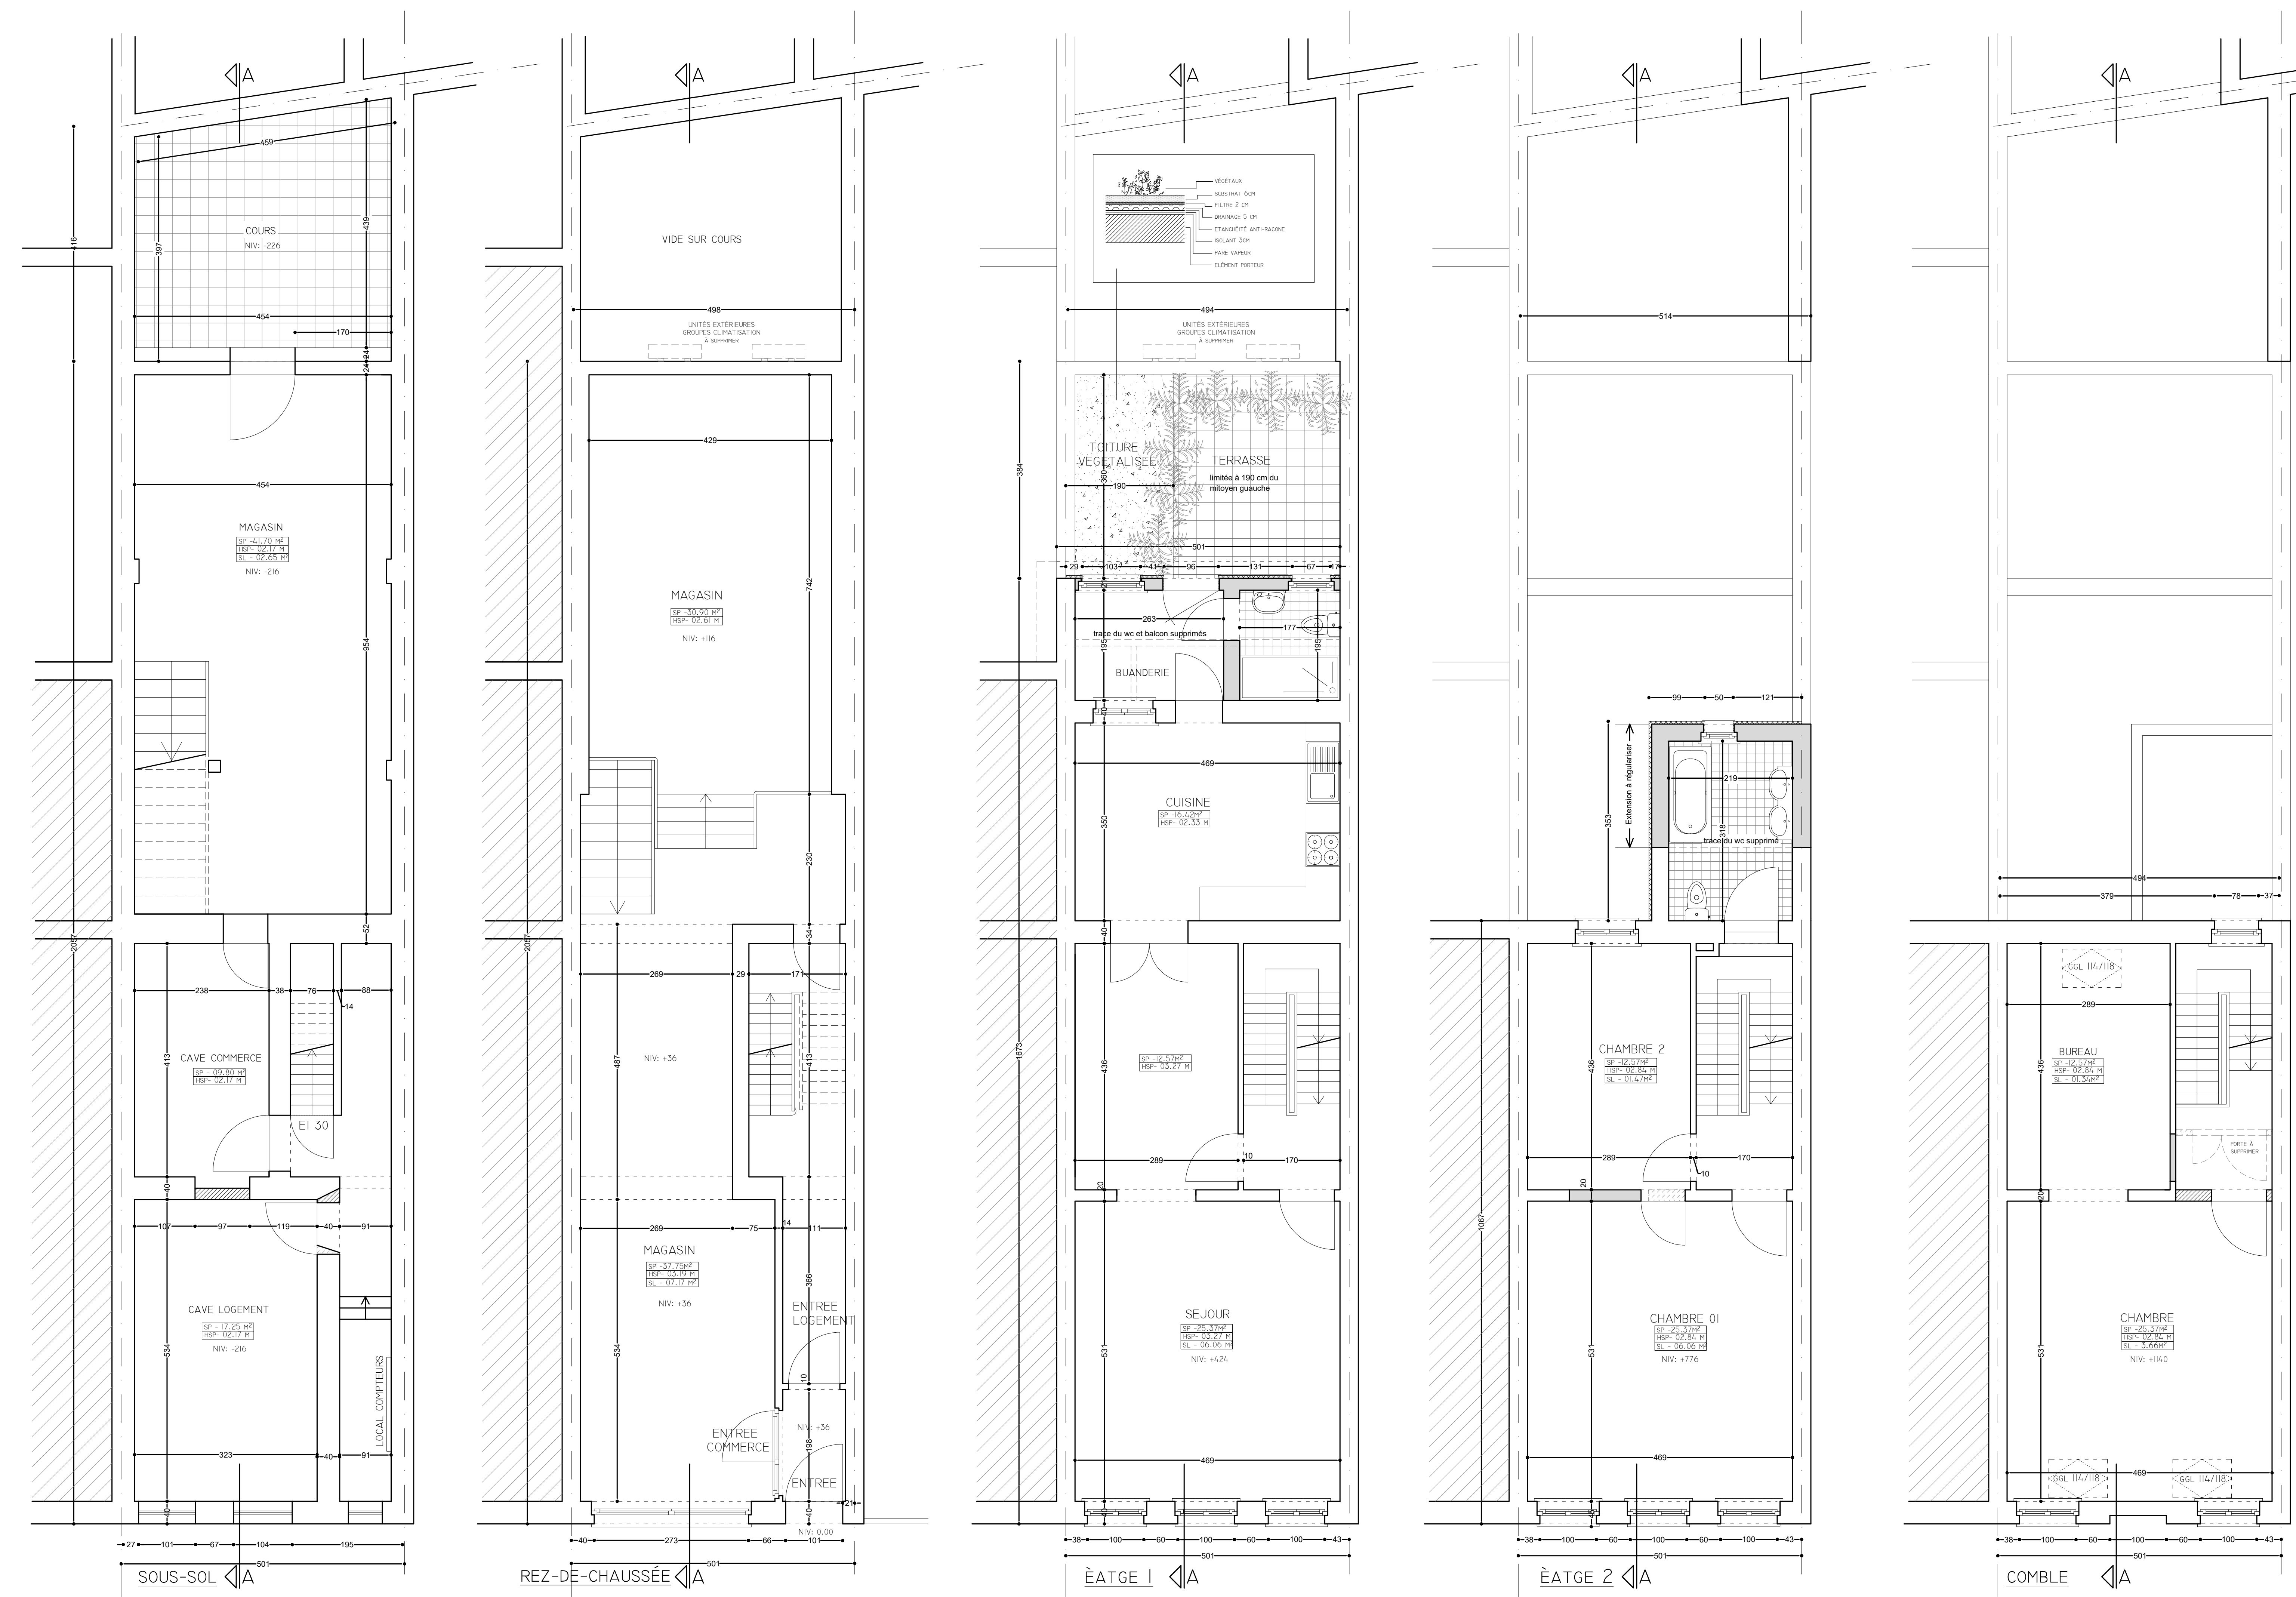 A
459
439
416
397
COURS
NIV: -226
454
170
24
24
454
MAGASIN
SP -41.70 M²
HSP- 02.17 M
SL - 02.65 M²
NIV: -216
954
2057
52
238
38
76
88
14
CAVE COMMERCE
SP - 09.80 M²
HSP- 02.17 M
413
EI 30
40
107
97
119
40
91
CAVE LOGEMENT
SP - 17.25 M²
HSP- 02.17 M
NIV: -216
534
LOCAL COMPTEURS
323
40
91
40
27
101
67
104
195
501
SOUS-SOL
A
A
VIDE SUR COURS
498
UNITÉS EXTÉRIEURES
GROUPES CLIMATISATION
À SUPPRIMER
429
742
MAGASIN
SP -30.90 M²
HSP- 02.61 M
NIV: +116
230
2057
34
269
29
171
487
NIV: +36
413
269
75
14
111
MAGASIN
SP -37.75M²
HSP- 03.19 M
SL - 07.17 M²
NIV: +36
366
ENTREE
LOGEMENT
534
10
NIV: +36
ENTREE
COMMERCE
198
ENTREE
21
40
NIV: 0.00
40
273
66
101
501
REZ-DE-CHAUSSÉE
A
A
VÉGÉTAUX
SUBSTRAT 6CM
FILTRE 2 CM
DRAINAGE 5 CM
ETANCHÉITÉ ANTI-RACONE
ISOLANT 3CM
PARE-VAPEUR
ELÉMENT PORTEUR
494
UNITÉS EXTÉRIEURES
GROUPES CLIMATISATION
À SUPPRIMER
384
TOITURE
VEGETALISEE
360
TERRASSE
limitée à 190 cm du
mitoyen guauche
190
501
29
103
41
96
131
67
17
21
263
177
trace du wc et balcon supprimés
195
195
BUANDERIE
40
469
CUISINE
SP -16.42M²
HSP- 02.33 M
350
40
1673
SP -12.57M²
HSP- 03.27 M
436
289
10
170
20
SEJOUR
SP -25.37M²
HSP- 03.27 M
SL - 06.06 M²
NIV: +424
531
469
40
38
100
60
100
60
100
43
501
ÈEATGE 1
A
A
514
99
50
121
Extension à régulariser
219
353
318
trace du wc supprimé
CHAMBRE 2
SP -12.57M²
HSP- 02.84 M
SL - 01.47M²
436
289
170
10
20
1067
CHAMBRE 01
SP -25.37M²
HSP- 02.84 M
SL - 06.06 M²
NIV: +776
531
469
45
38
100
60
100
60
100
43
501
ÈEATGE 2
A
A
494
379
78
37
GGL 114/118
289
BUREAU
SP -12.57M²
HSP- 02.84 M
SL - 01.34M²
436
PORTE À
SUPPRIMER
20
CHAMBRE
SP -25.37M²
HSP- 02.84 M
SL - 3.66M²
NIV: +1140
531
GGL 114/118
469
GGL 114/118
38
100
60
100
60
100
43
501
COMBLE
A